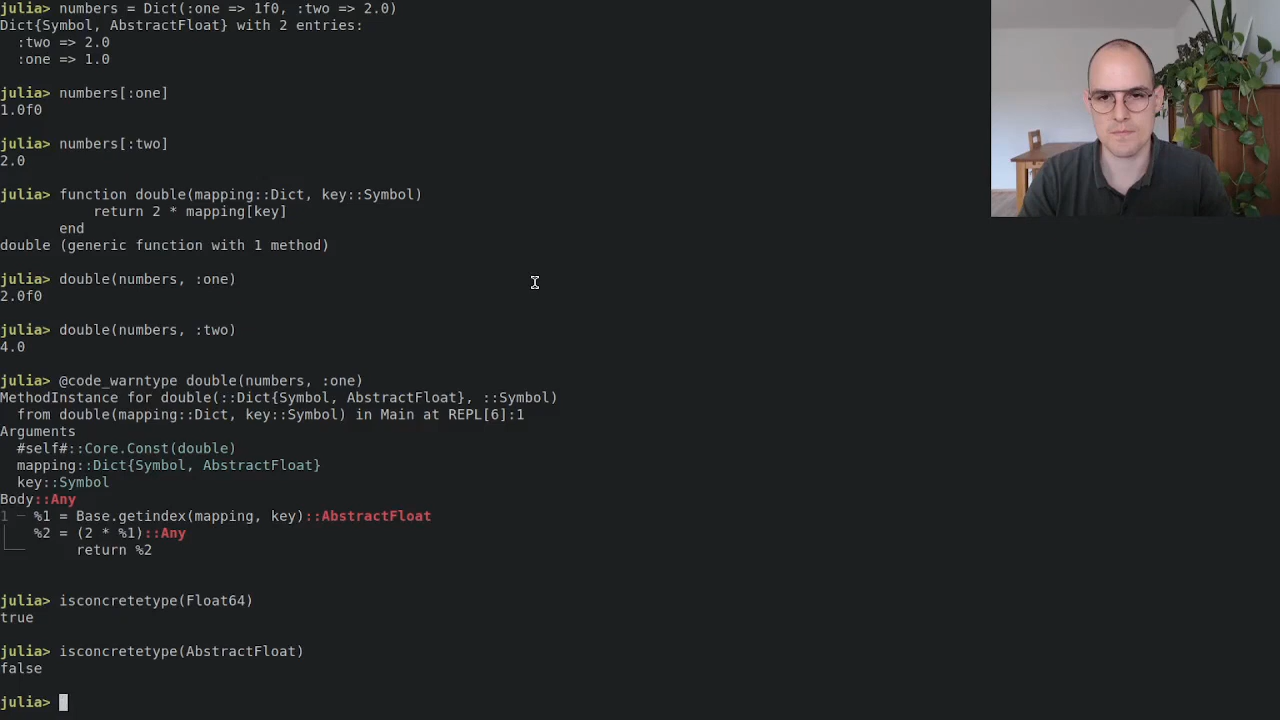 julia> numbers = Dict(:one => 1f0, :two => 2.0)
Dict{Symbol, AbstractFloat} with 2 entries:
  :two => 2.0
  :one => 1.0
julia> numbers[:one]
1.0f0
julia> numbers[:two]
2.0
julia> function double(mapping::Dict, key::Symbol)
           return 2 * mapping[key]
       end
double (generic function with 1 method)
julia> double(numbers, :one)
2.0f0
julia> double(numbers, :two)
4.0
julia> @code_warntype double(numbers, :one)
MethodInstance for double(::Dict{Symbol, AbstractFloat}, ::Symbol)
  from double(mapping::Dict, key::Symbol) in Main at REPL[6]:1
Arguments
  #self#::Core.Const(double)
  mapping::Dict{Symbol, AbstractFloat}
  key::Symbol
Body::Any
1 ─ %1 = Base.getindex(mapping, key)::AbstractFloat
│   %2 = (2 * %1)::Any
└──      return %2
julia> isconcretetype(Float64)
true
julia> isconcretetype(AbstractFloat)
false
julia>